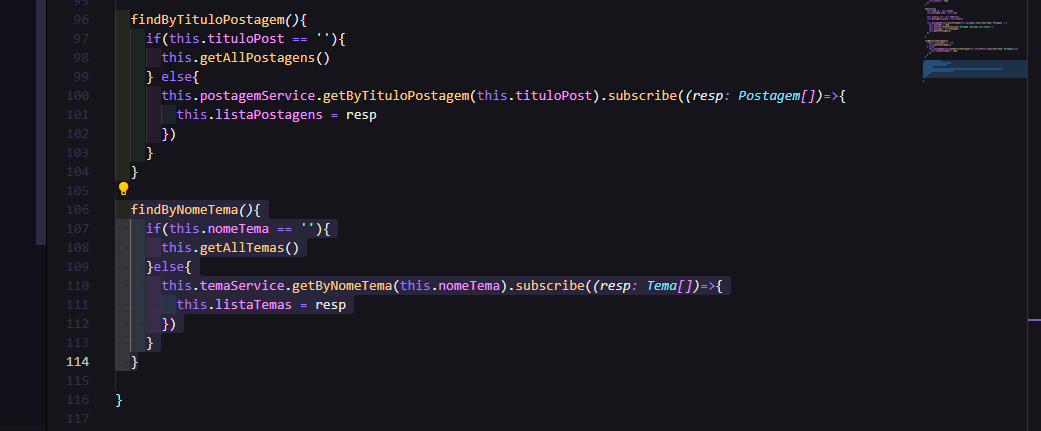 95
96 findByTituloPostagem(){
97 if(this.tituloPost == ''){
98 this.getAllPostagens()
99 } else{
100 this.postagemService.getByTituloPostagem(this.tituloPost).subscribe((resp: Postagem[])=>{
101 this.listaPostagens = resp
102 })
103 }
104 }
105
106 findByNomeTema(){
107 if(this.nomeTema == ''){
108 this.getAllTemas()
109 }else{
110 this.temaService.getByNomeTema(this.nomeTema).subscribe((resp: Tema[])=>{
111 this.listaTemas = resp
112 })
113 }
114 }
115
116 }
117